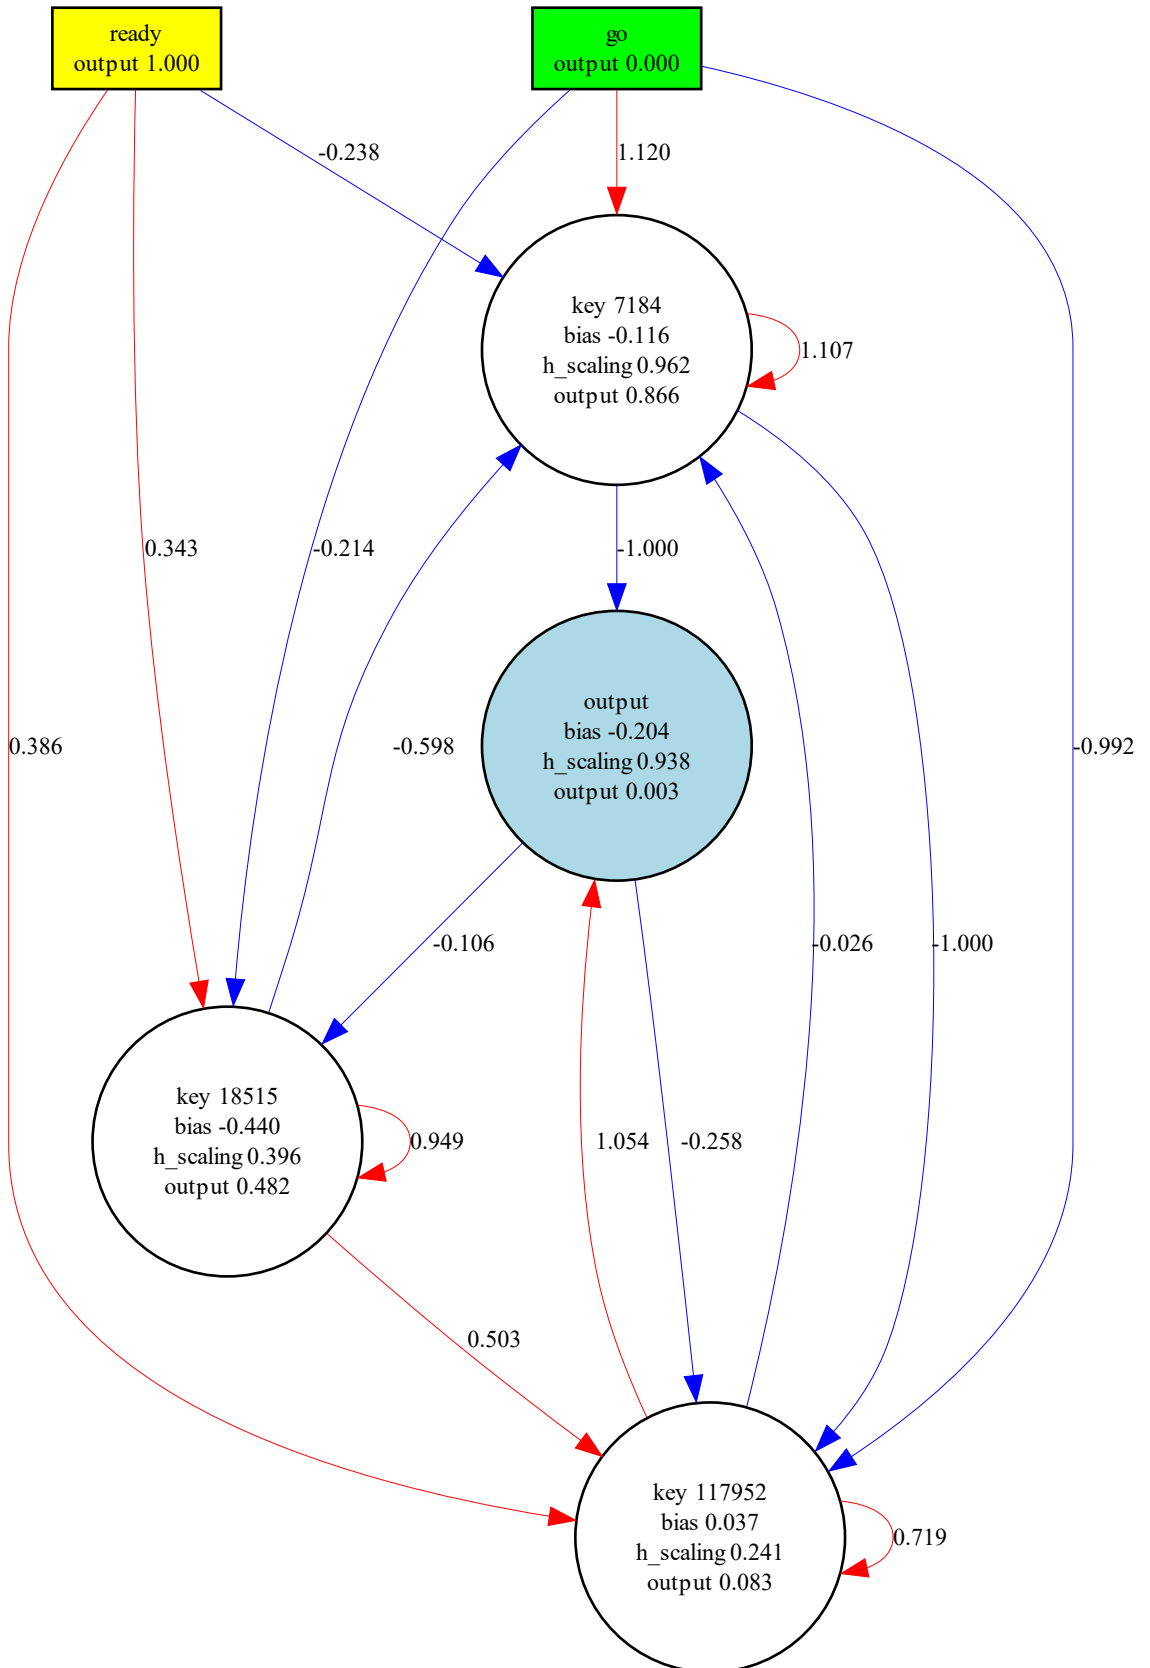 ready
output 1.000
go
output 0.000
-0.238
1.120
key 7184
bias -0.116
h_scaling 0.962
output 0.866
1.107
0.343
-0.214
-1.000
output
bias -0.204
h_scaling 0.938
output 0.003
0.386
-0.598
-0.992
-0.106
-0.026
-1.000
key 18515
bias -0.440
h_scaling 0.396
output 0.482
0.949
1.054
-0.258
0.503
key 117952
bias 0.037
h_scaling 0.241
output 0.083
0.719